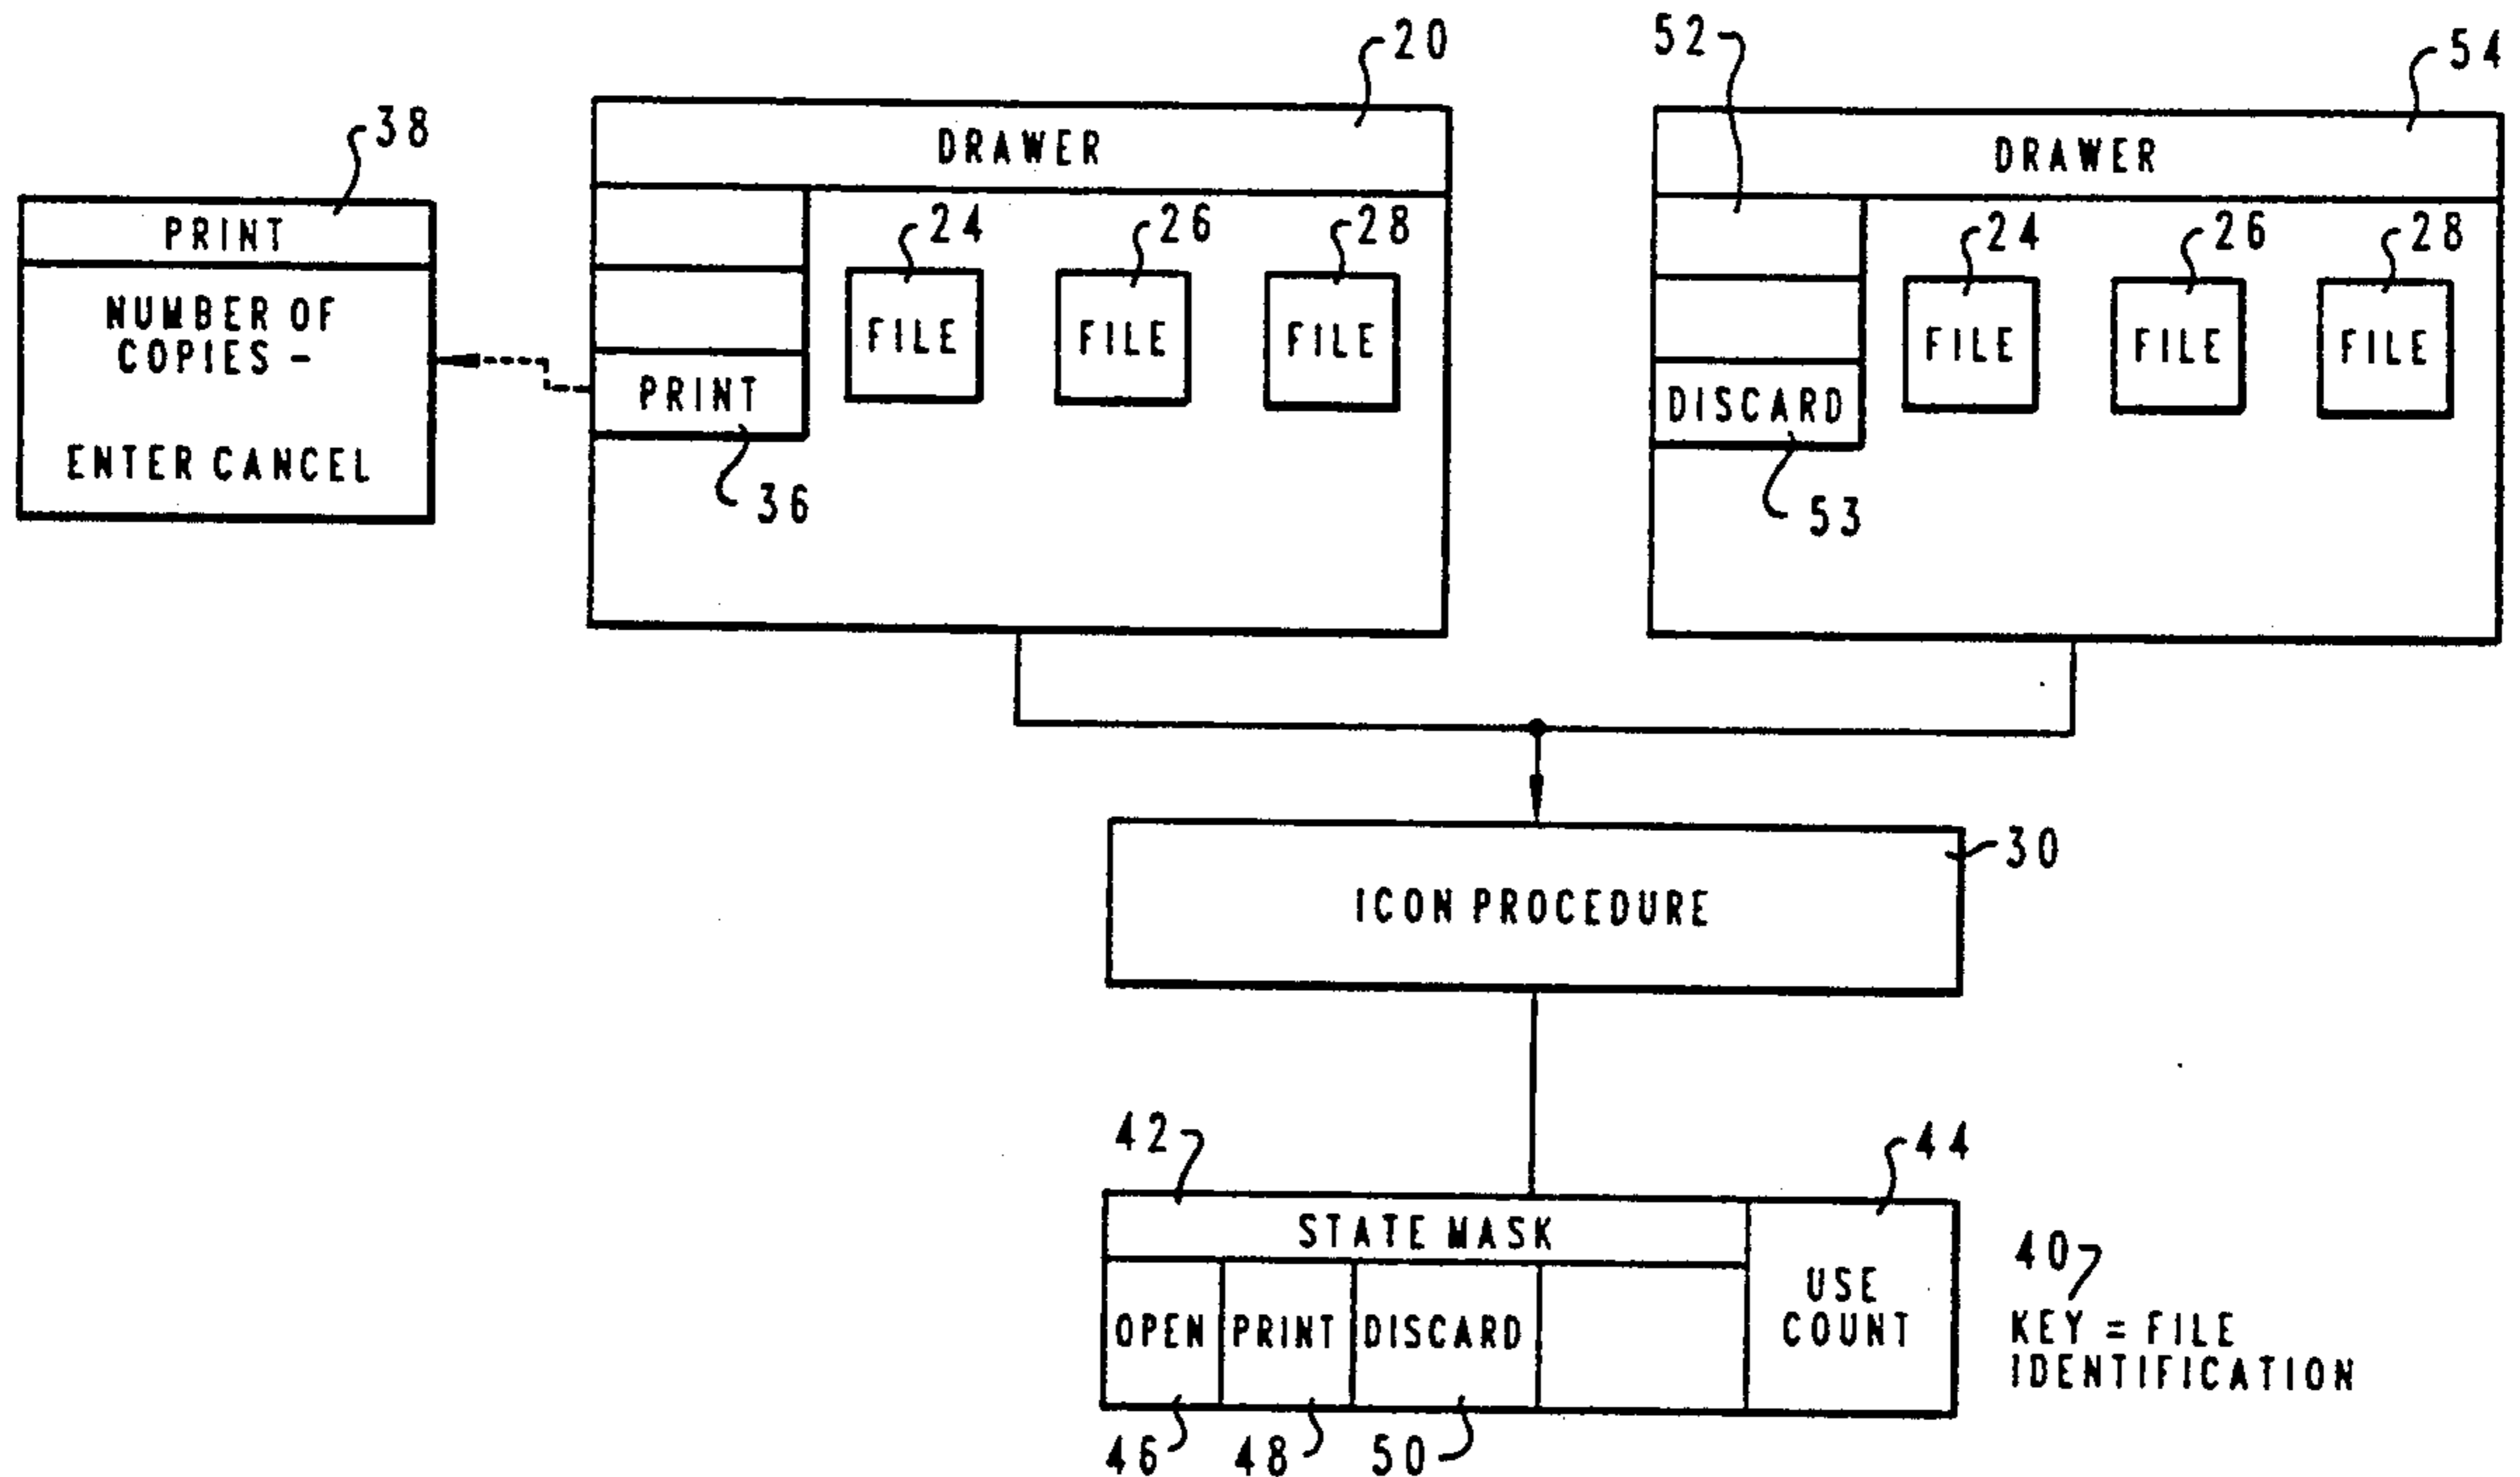 38
PRINT
NUMBER OF
COPIES -
ENTER CANCEL
20
DRAWER
24
26
28
FILE
FILE
FILE
PRINT
36
52
54
DRAWER
24
26
28
FILE
FILE
FILE
DISCARD
53
30
ICON PROCEDURE
42
44
STATE MASK
USE
COUNT
OPEN
PRINT
DISCARD
46
48
50
40
KEY = FILE
IDENTIFICATION